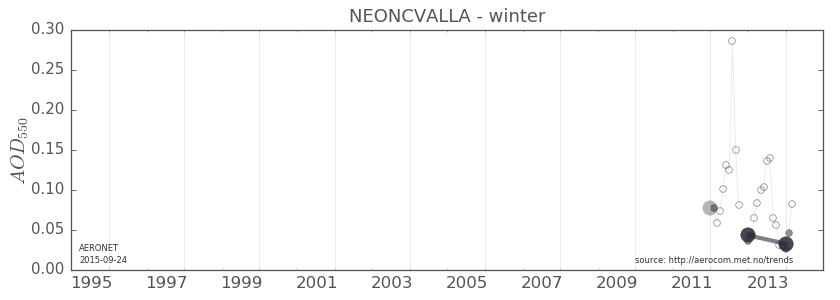 NEONCVALLA - winter
0.30
0.25
0.20
0.15
0.10
0.05
0.00
AOD550
AERONET
2015-09-24
source: http://aerocom.met.no/trends
1995 1997 1999 2001 2003 2005 2007 2009 2011 2013